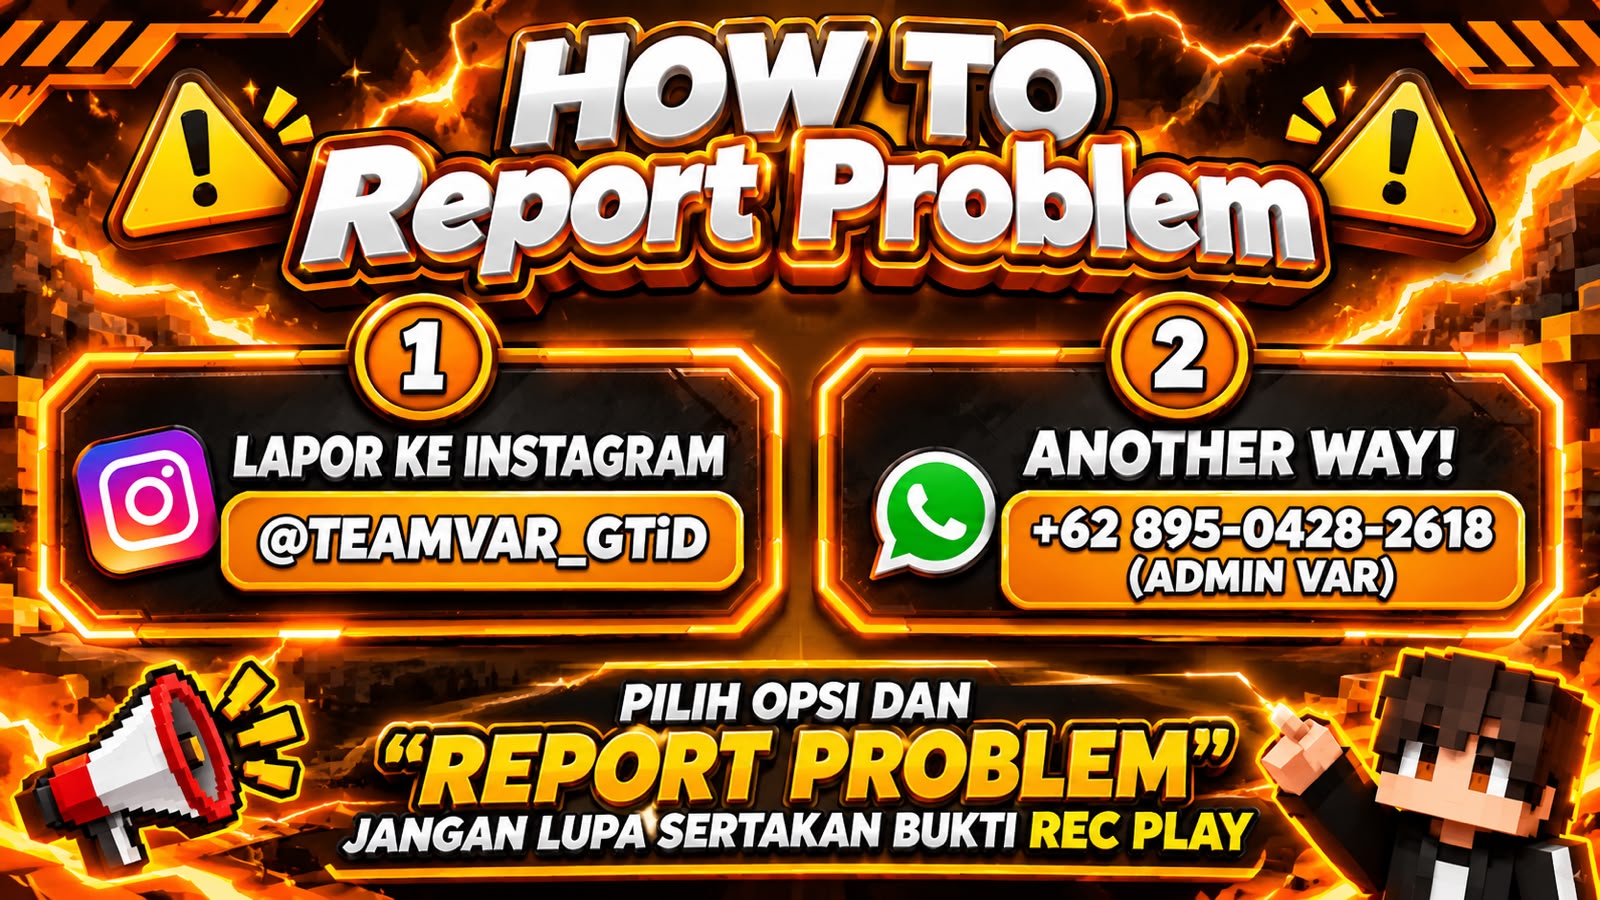 HOW TO
Report Problem
1
LAPOR KE INSTAGRAM
@TEAMVAR_GTiD
2
ANOTHER WAY!
+62 895-0428-2618
(ADMIN VAR)
PILIH OPSI DAN
“REPORT PROBLEM”
JANGAN LUPA SERTAKAN BUKTI REC PLAY